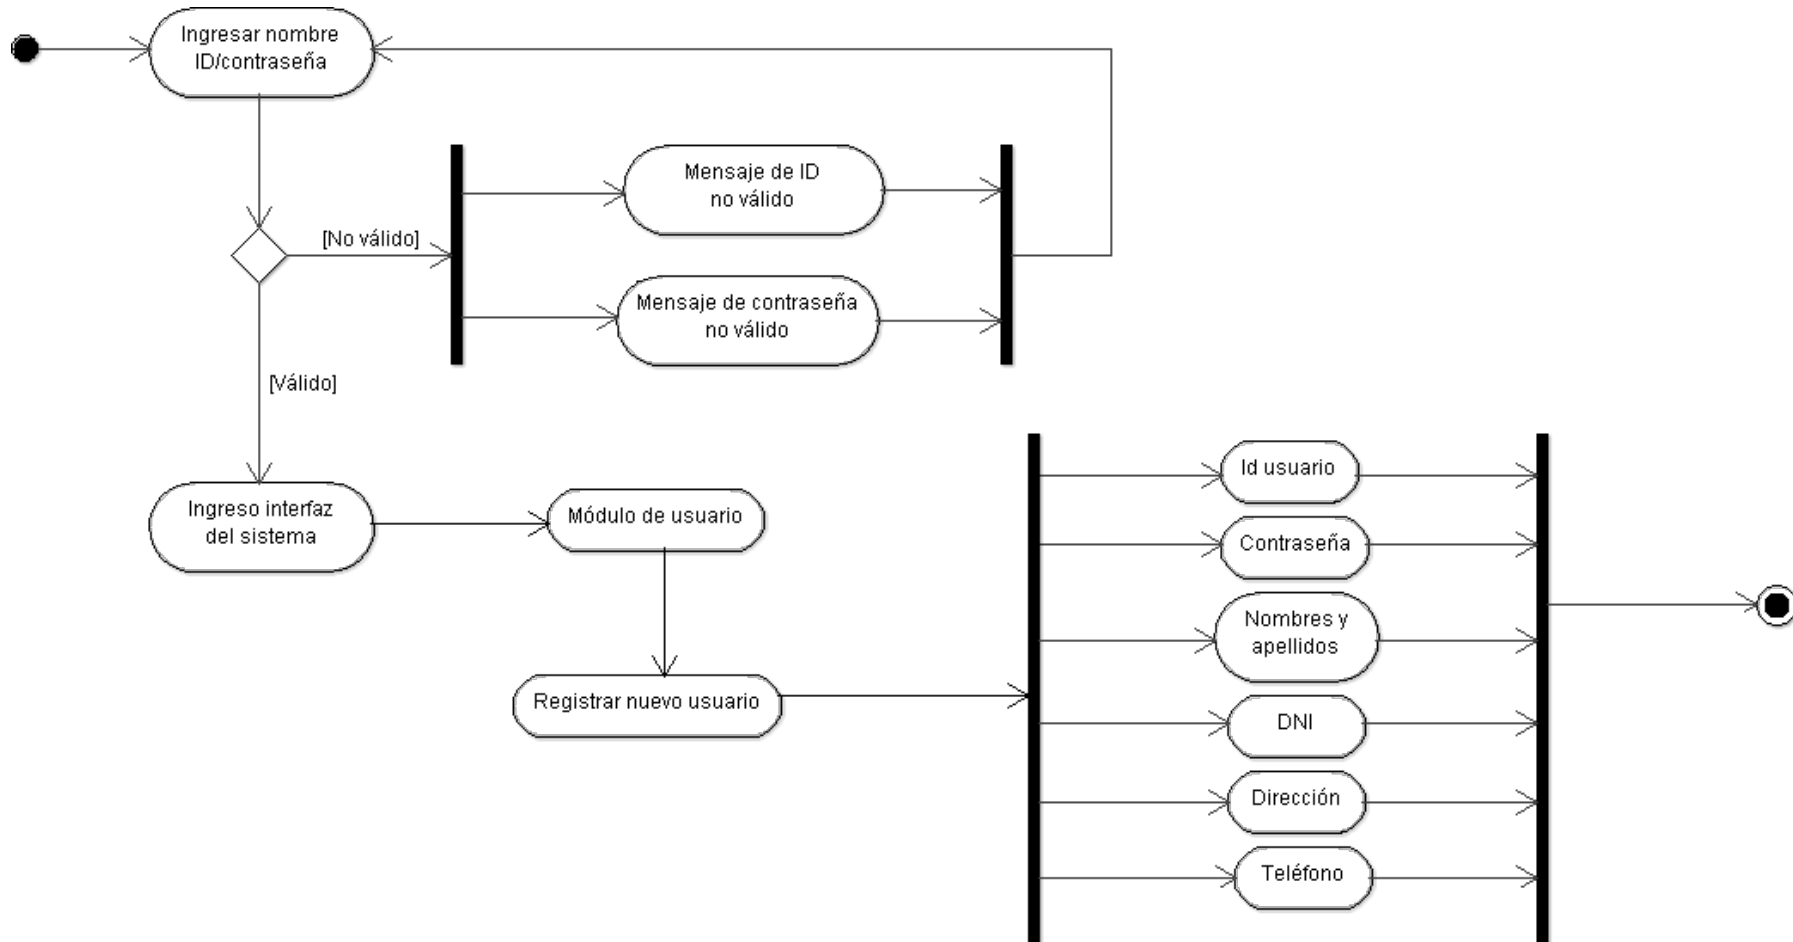 Ingresar nombre
ID/contraseña
Mensaje de ID
no válido
[No válido]
Mensaje de contraseña
no válido
[Válido]
Ingreso interfaz
del sistema
Módulo de usuario
Registrar nuevo usuario
Id usuario
Contraseña
Nombres y
apellidos
DNI
Dirección
Teléfono